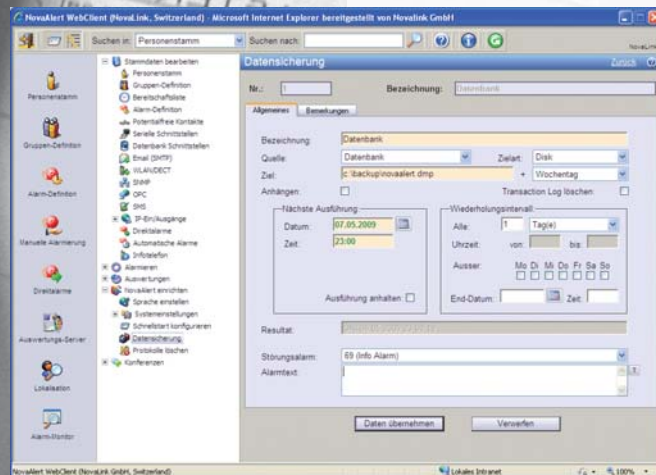 NovaAlert WebClient (NovaLink, Switzerland) - Microsoft Internet Explorer bereitgestellt von Novalink GmbH
Suchen in: Personenstamm Suchen nach:
NovaLink
Personenstamm
Gruppen-Definition
Alarm-Definition
Manuelle Alarmierung
Direktalarme
Auswertungs-Server
Lokalisation
Alarm-Monitor
Stammdaten bearbeiten
Personenstamm
Gruppen-Definition
Bereitschaftsliste
Alarm-Definition
Potentialfreie Kontakte
Serielle Schnittstellen
Datenbank Schnittstellen
Email (SMTP)
WLAN/DECT
SNMP
OPC
SMS
IP-Ein/Ausgänge
Direktalarme
Automatische Alarme
Infotelefon
Alarmieren
Auswertungen
NovaAlert einrichten
Sprache einstellen
Systemeinstellungen
Schnellstart konfigurieren
Datensicherung
Protokolle löschen
Konferenzen
Datensicherung Zurück
Nr.: 1 Bezeichnung: Datenbank
Allgemeines Bemerkungen
Bezeichnung: Datenbank
Quelle: Datenbank Zielart: Disk
Ziel: c:\backup\novaalert.dmp + Wochentag
Anhängen: Transaction Log löschen:
Nächste Ausführung
Datum: 07.05.2009
Zeit: 23:00
Ausführung anhalten:
Wiederholungsintervall:
Alle: 1 Tag(e)
Uhrzeit: von: bis:
Ausser: Mo Di Mi Do Fr Sa So
End-Datum: Zeit:
Resultat:
Störungsalarm: 69 (Info Alarm)
Alarmtext:
Daten übernehmen Verwerfen
NovaAlert WebClient (NovaLink GmbH, Switzerland) Lokales Intranet 100%